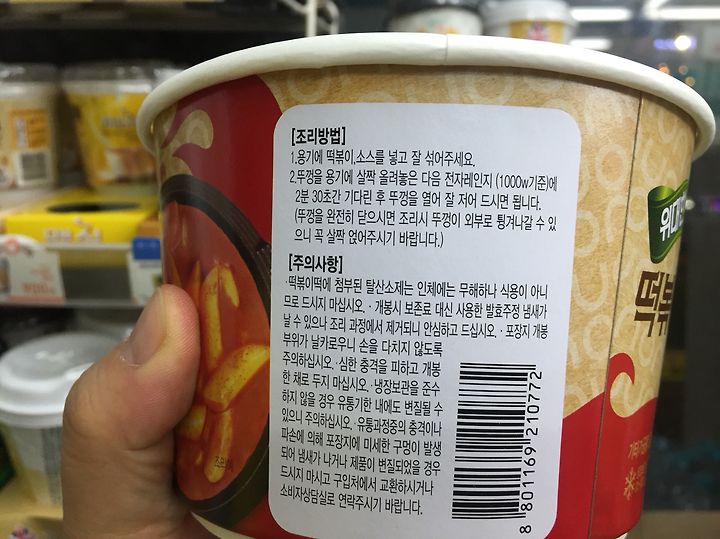 [조리방법]
1.용기에 떡볶이,소스를 넣고 잘 섞어주세요.
2.뚜껑을 용기에 살짝 올려놓은 다음 전자레인지 (1000w기준)에
2분 30초간 기다린 후 뚜껑을 열어 잘 저어 드시면 됩니다.
(뚜껑을 완전히 닫으시면 조리시 뚜껑이 외부로 튕겨나갈 수 있
으니 꼭 살짝 얹어주시기 바랍니다.)
[주의사항]
·떡볶이떡에 첨부된 탈산소제는 인체에는 무해하나 식용이 아니
므로 드시지 마십시오. · 개봉시 보존료 대신 사용한 발효주정 냄새가
날 수 있으나 조리 과정에서 제거되니 안심하고 드십시오. · 포장지 개봉
부위가 날카로우니 손을 다치지 않도록
주의하십시오. · 심한 충격을 피하고 개봉
한 채로 두지 마십시오 · 냉장보관을 준수
하지 않을 경우 유통기한 내에도 변질될 수
있으니 주의하십시오. · 유통과정중의 충격이나
파손에 의해 포장지에 미세한 구멍이 발생
되어 냄새가 나거나 제품이 변질되었을 경우
드시지 마시고 구입처에서 교환하시거나
소비자상담실로 연락주시기 바랍니다.
8 801169 210772
조리예
떡볶